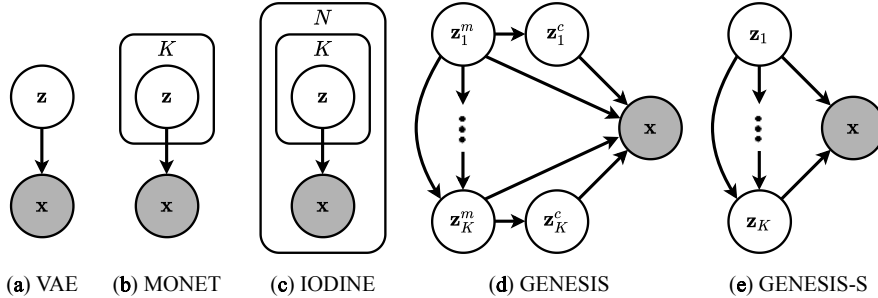 N
K
K
z
z
z
x
x
x
z₁ᵐ
z₁ᶜ
x
z_Kᵐ
z_Kᶜ
z₁
x
z_K
(a) VAE
(b) MONET
(c) IODINE
(d) GENESIS
(e) GENESIS-S